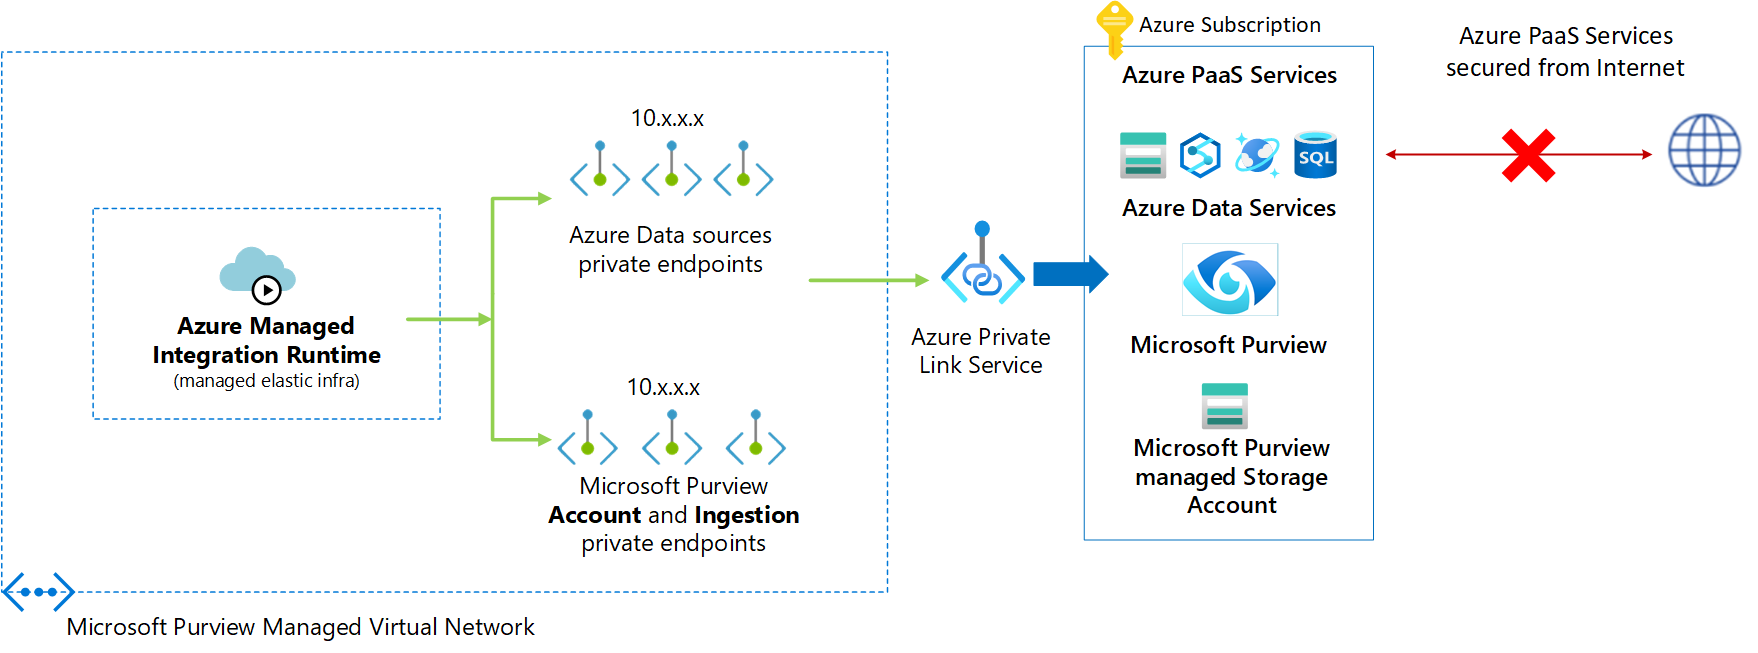 Azure Subscription
Azure PaaS Services
secured from Internet
Azure PaaS Services
10.x.x.x
SQL
Azure Data Services
Azure Data sources
private endpoints
Azure Managed
Integration Runtime
(managed elastic infra)
Azure Private
Link Service
Microsoft Purview
10.x.x.x
Microsoft Purview
Account and Ingestion
private endpoints
Microsoft Purview
managed Storage
Account
Microsoft Purview Managed Virtual Network